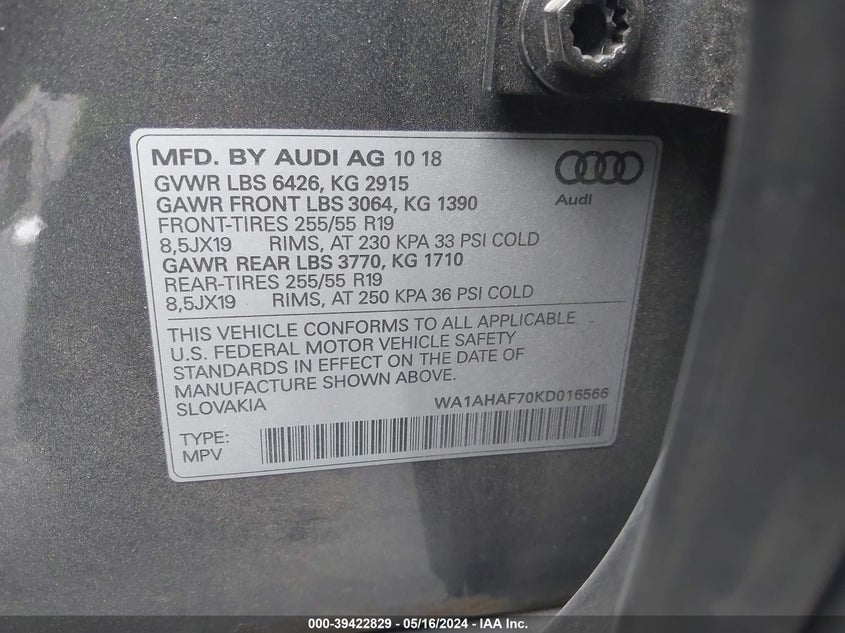 MFD. BY AUDI AG 10 18
GVWR LBS 6426, KG 2915
GAWR FRONT LBS 3064, KG 1390
FRONT-TIRES 255/55 R19
8,5JX19 RIMS, AT 230 KPA 33 PSI COLD
GAWR REAR LBS 3770, KG 1710
REAR-TIRES 255/55 R19
8,5JX19 RIMS, AT 250 KPA 36 PSI COLD
Audi
THIS VEHICLE CONFORMS TO ALL APPLICABLE
U.S. FEDERAL MOTOR VEHICLE SAFETY
STANDARDS IN EFFECT ON THE DATE OF
MANUFACTURE SHOWN ABOVE.
SLOVAKIA WA1AHAF70KD016566
TYPE:
MPV
000-39422829 - 05/16/2024 - IAA Inc.